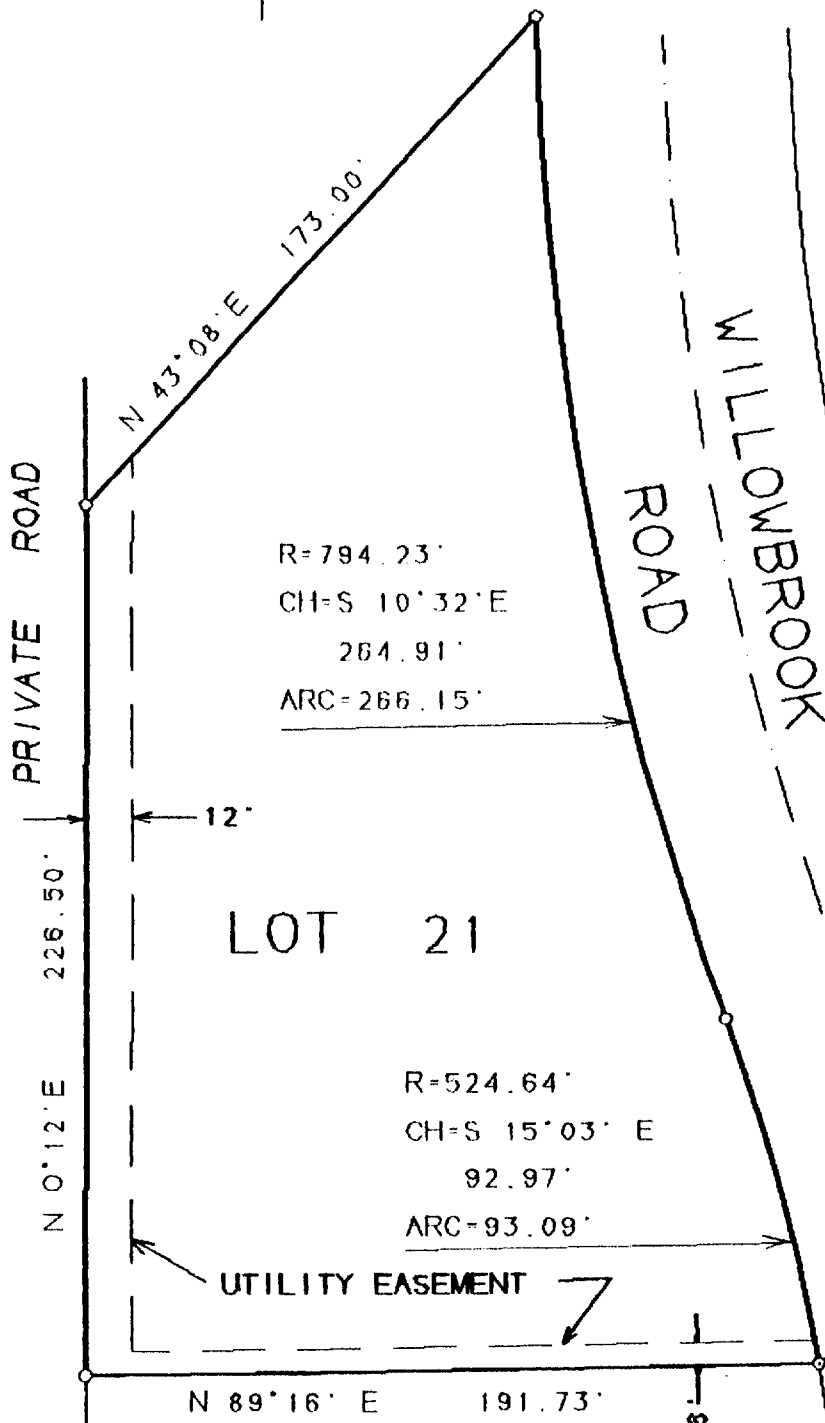 N 43°08'E 173.00'
WILLOWBROOK
ROAD
PRIVATE ROAD
R=794.23'
CH=S 10°32'E
264.91'
ARC=266.15'
12'
N 0°12'E 226.50'
LOT 21
R=524.64'
CH=S 15°03' E
92.97'
ARC=93.09'
UTILITY EASEMENT
N 89°16' E 191.73'